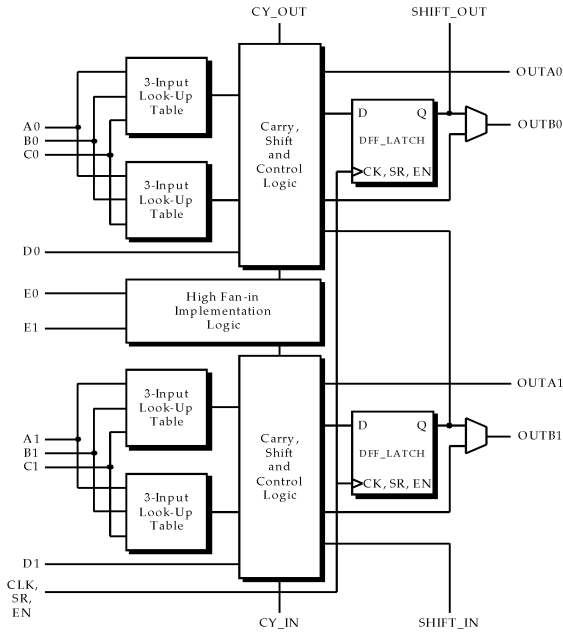 CY_OUT
SHIFT_OUT
3-Input
Look-Up
Table
OUTA0
A0
B0
C0
Carry,
Shift
and
Control
Logic
D
Q
DFF_LATCH
CK, SR, EN
OUTB0
3-Input
Look-Up
Table
D0
E0
E1
High Fan-in
Implementation
Logic
3-Input
Look-Up
Table
OUTA1
A1
B1
C1
Carry,
Shift
and
Control
Logic
D
Q
DFF_LATCH
CK, SR, EN
OUTB1
3-Input
Look-Up
Table
D1
CLK,
SR,
EN
CY_IN
SHIFT_IN